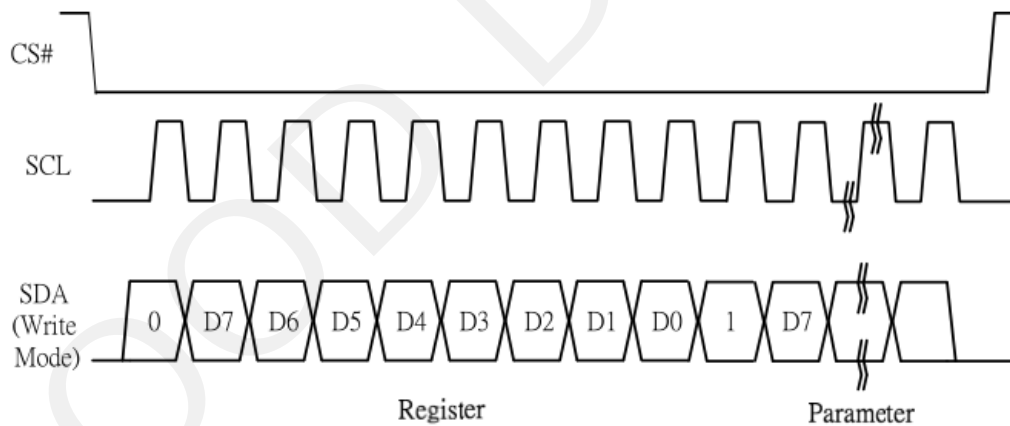 CS#
SCL
SDA
(Write
Mode)
0 D7 D6 D5 D4 D3 D2 D1 D0 1 D7
Register Parameter